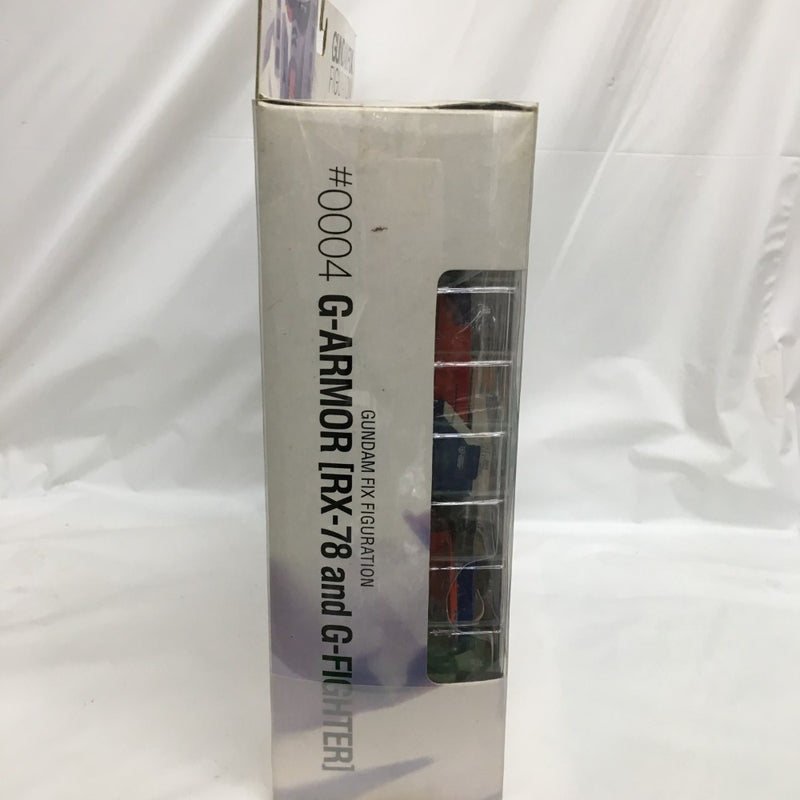 #0004 G-ARMOR [RX-78 and G-FIGHTER]
GUNDAM FIX FIGURATION